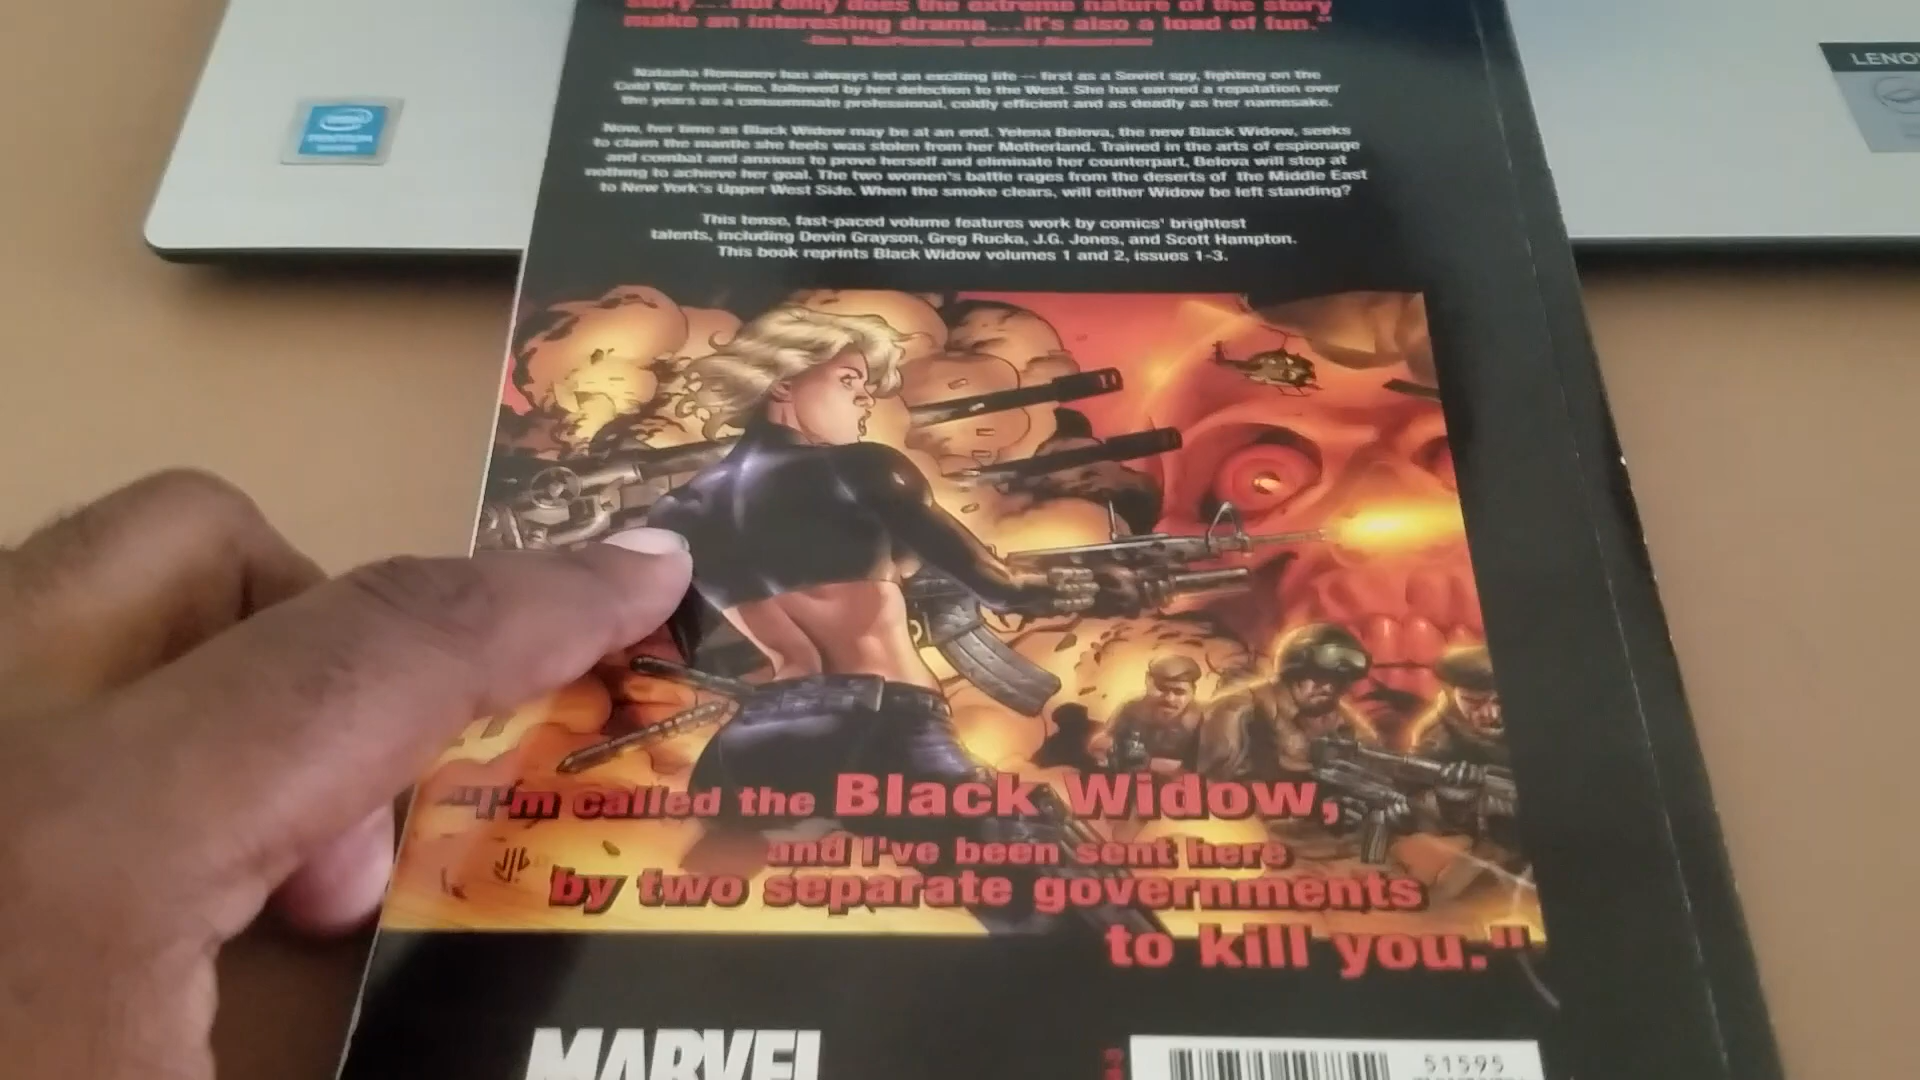 story...not only does the extreme nature of the story
make an interesting drama...it's also a load of fun."
-Don MacPherson, Comics Newsarama
Natasha Romanov has always led an exciting life -- first as a Soviet spy, fighting on the
Cold War front-line, followed by her defection to the West. She has earned a reputation over
the years as a consummate professional, coldly efficient and as deadly as her namesake.
Now, her time as Black Widow may be at an end. Yelena Belova, the new Black Widow, seeks
to claim the mantle she feels was stolen from her Motherland. Trained in the arts of espionage
and combat and anxious to prove herself and eliminate her counterpart, Belova will stop at
nothing to achieve her goal. The two women's battle rages from the deserts of the Middle East
to New York's Upper West Side. When the smoke clears, will either Widow be left standing?
This tense, fast-paced volume features work by comics' brightest
talents, including Devin Grayson, Greg Rucka, J.G. Jones, and Scott Hampton.
This book reprints Black Widow volumes 1 and 2, issues 1-3.
"I'm called the Black Widow,
and I've been sent here
by two separate governments
to kill you."
MARVEL
51595
intel
PENTIUM
LENO